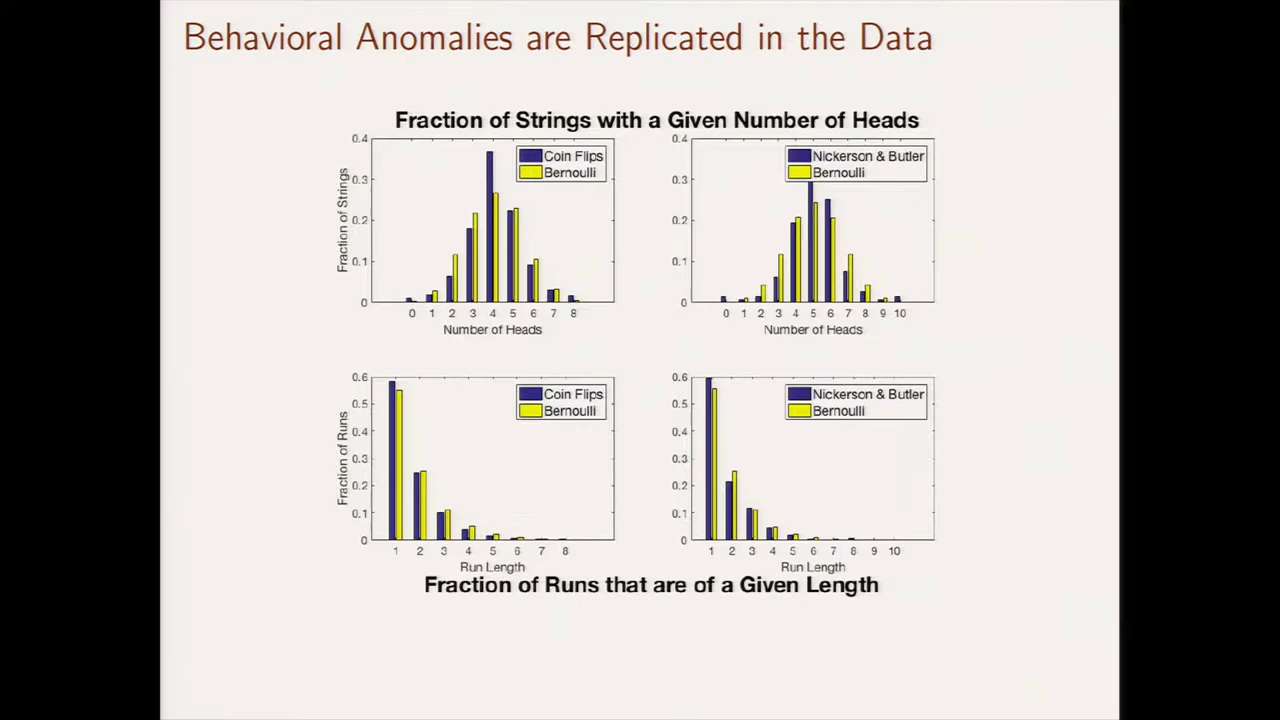 Behavioral Anomalies are Replicated in the Data
Fraction of Strings with a Given Number of Heads
0.4
0.3
0.2
0.1
0
Fraction of Strings
Coin Flips
Bernoulli
0 1 2 3 4 5 6 7 8
Number of Heads
0.4
0.3
0.2
0.1
0
Nickerson & Butler
Bernoulli
0 1 2 3 4 5 6 7 8 9 10
Number of Heads
0.6
0.5
0.4
0.3
0.2
0.1
0
Fraction of Runs
Coin Flips
Bernoulli
1 2 3 4 5 6 7 8
Run Length
0.6
0.5
0.4
0.3
0.2
0.1
0
Nickerson & Butler
Bernoulli
1 2 3 4 5 6 7 8 9 10
Run Length
Fraction of Runs that are of a Given Length